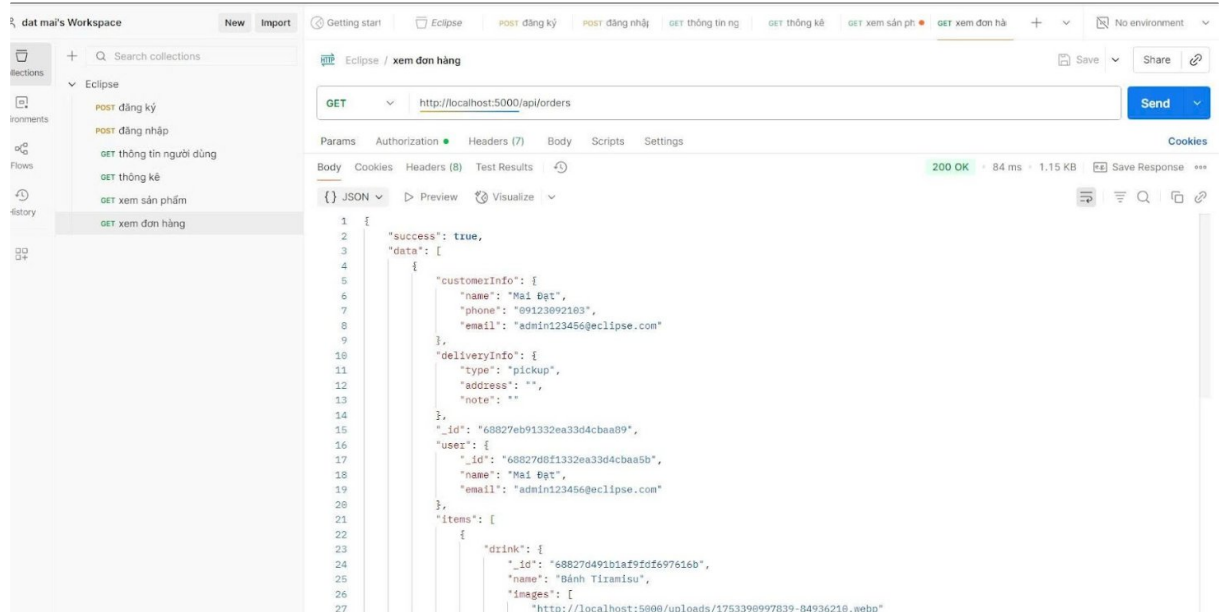 dat mai's Workspace
New Import
Getting start Eclipse POST đăng ký POST đăng nhập GET thông tin ng GET thông kê GET xem sản ph GET xem đơn hà No environment
Search collections
Eclipse / xem đơn hàng
Save Share
Eclipse
POST đăng ký
POST đăng nhập
GET thông tin người dùng
GET thông kê
GET xem sản phẩm
GET xem đơn hàng
Flows
GET http://localhost:5000/api/orders Send
Params Authorization Headers (7) Body Scripts Settings Cookies
Body Cookies Headers (8) Test Results 200 OK 84 ms 1.15 KB Save Response
{} JSON Preview Visualize
1 {
2 "success": true,
3 "data": [
4 {
5 "customerInfo": {
6 "name": "Mai Đạt",
7 "phone": "09123092103",
8 "email": "admin123456@eclipse.com"
9 },
10 "deliveryInfo": {
11 "type": "pickup",
12 "address": "",
13 "note": ""
14 },
15 "_id": "68827eb91332ea33d4cbaa89",
16 "user": {
17 "_id": "68827d8f1332ea33d4cbaa5b",
18 "name": "Mai Đạt",
19 "email": "admin123456@eclipse.com"
20 },
21 "items": [
22 {
23 "drink": {
24 "_id": "68827d491b1af9fdf697616b",
25 "name": "Bánh Tiramisu",
26 "images": [
27 "http://localhost:5000/uploads/1753390997839-84936210.webp"